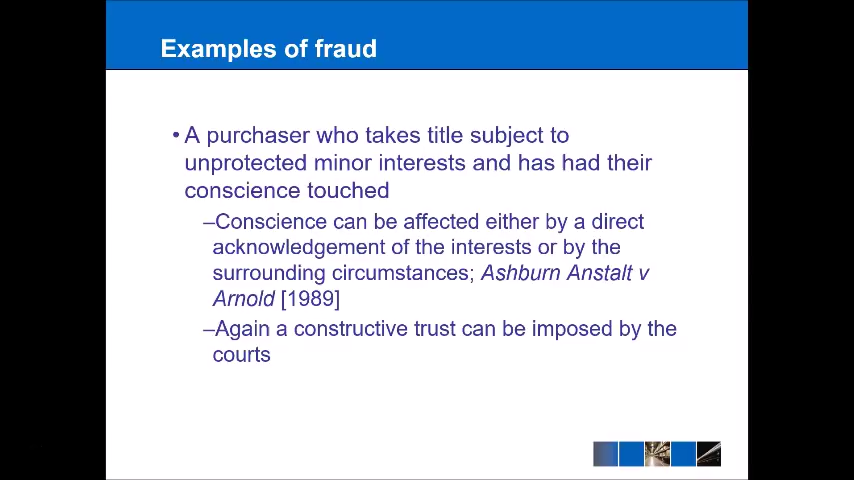 Examples of fraud
• A purchaser who takes title subject to
unprotected minor interests and has had their
conscience touched
–Conscience can be affected either by a direct
acknowledgement of the interests or by the
surrounding circumstances; Ashburn Anstalt v
Arnold [1989]
–Again a constructive trust can be imposed by the
courts